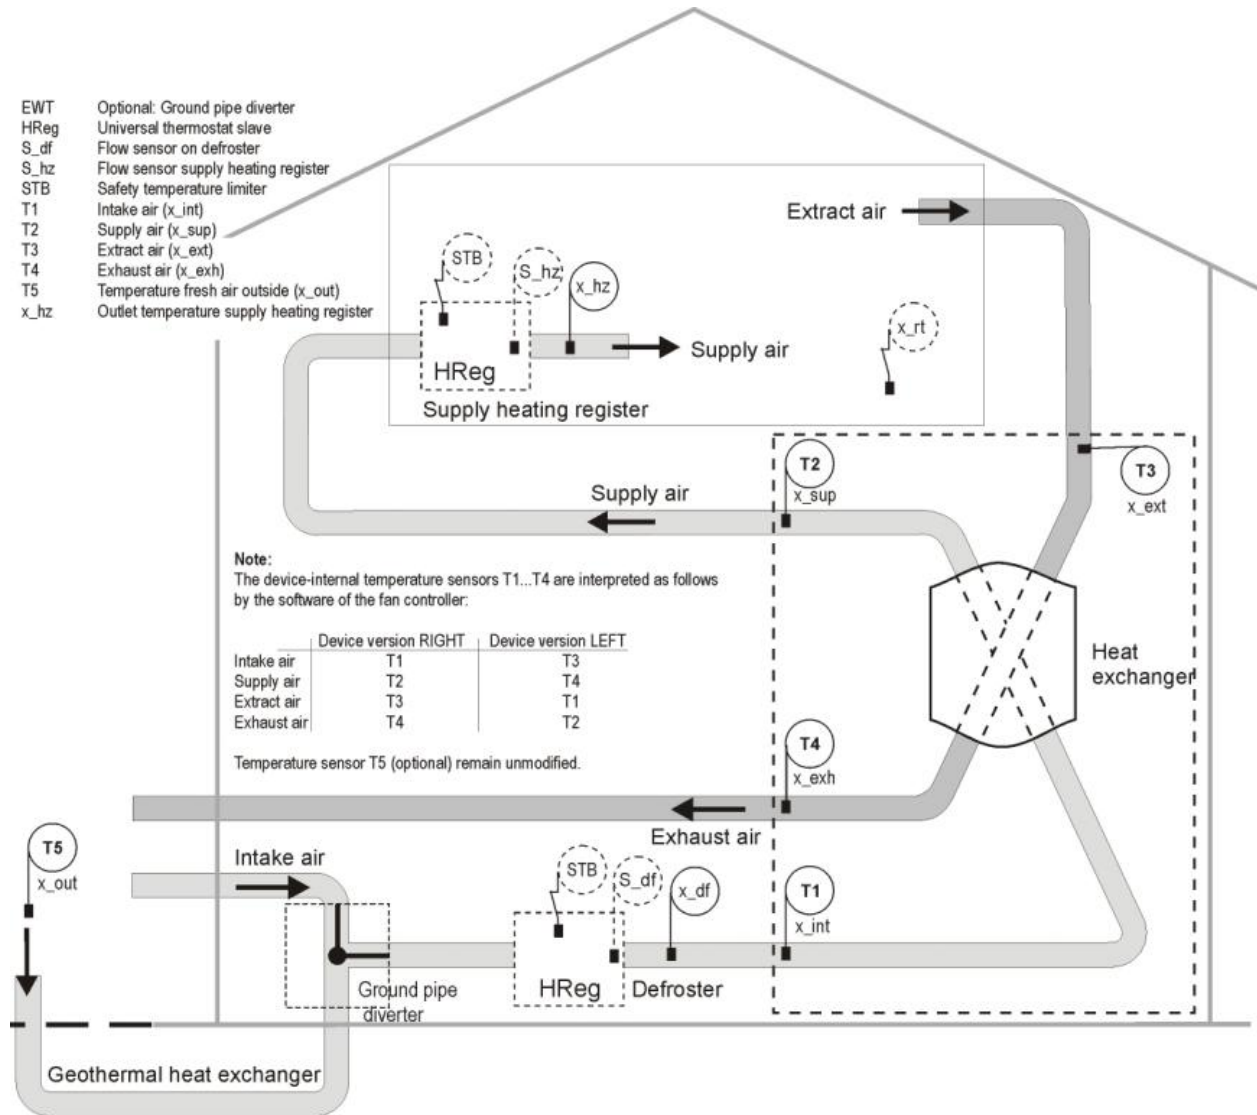 EWT Optional: Ground pipe diverter
HReg Universal thermostat slave
S_df Flow sensor on defroster
S_hz Flow sensor supply heating register
STB Safety temperature limiter
T1 Intake air (x_int)
T2 Supply air (x_sup)
T3 Extract air (x_ext)
T4 Exhaust air (x_exh)
T5 Temperature fresh air outside (x_out)
x_hz Outlet temperature supply heating register
Extract air
STB
S_hz
x_hz
x_rt
Supply air
HReg
Supply heating register
T2
x_sup
T3
x_ext
Supply air
Note:
The device-internal temperature sensors T1...T4 are interpreted as follows
by the software of the fan controller:
Device version RIGHT Device version LEFT
Intake air T1 T3
Supply air T2 T4
Extract air T3 T1
Exhaust air T4 T2
Temperature sensor T5 (optional) remain unmodified.
Heat
exchanger
T4
x_exh
Exhaust air
T5
x_out
Intake air
STB
S_df
x_df
T1
x_int
Ground pipe
diverter
HReg
Defroster
Geothermal heat exchanger